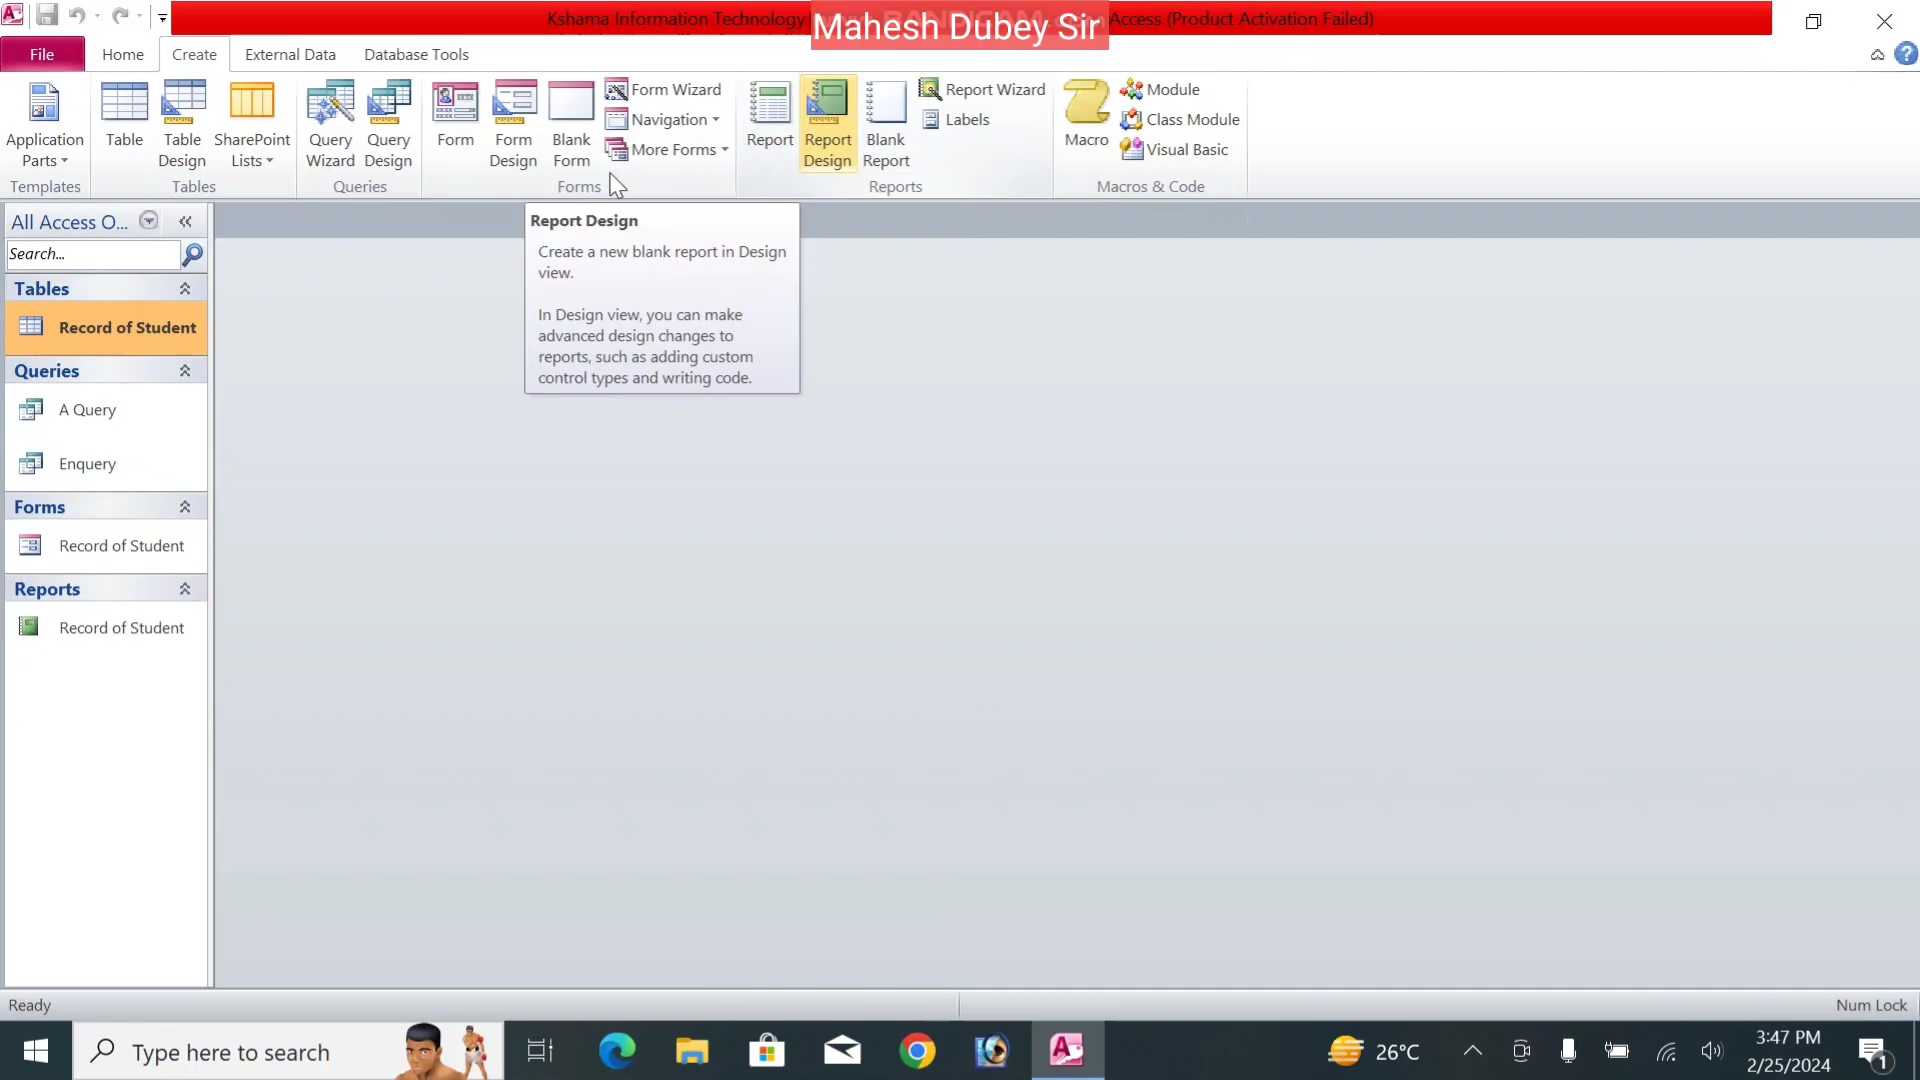 Kshama Information Technology
Access (Product Activation Failed)
Mahesh Dubey Sir
File
Home
Create
External Data
Database Tools
Application Parts
Table
Table Design
SharePoint Lists
Query Wizard
Query Design
Form
Form Design
Blank Form
Form Wizard
Navigation
More Forms
Report
Report Design
Blank Report
Report Wizard
Labels
Macro
Module
Class Module
Visual Basic
Templates
Tables
Queries
Forms
Reports
Macros & Code
All Access O...
Search...
Tables
Record of Student
Queries
A Query
Enquery
Forms
Record of Student
Reports
Record of Student
Report Design
Create a new blank report in Design
view.
In Design view, you can make
advanced design changes to
reports, such as adding custom
control types and writing code.
Ready
Num Lock
Type here to search
26°C
3:47 PM
2/25/2024
1